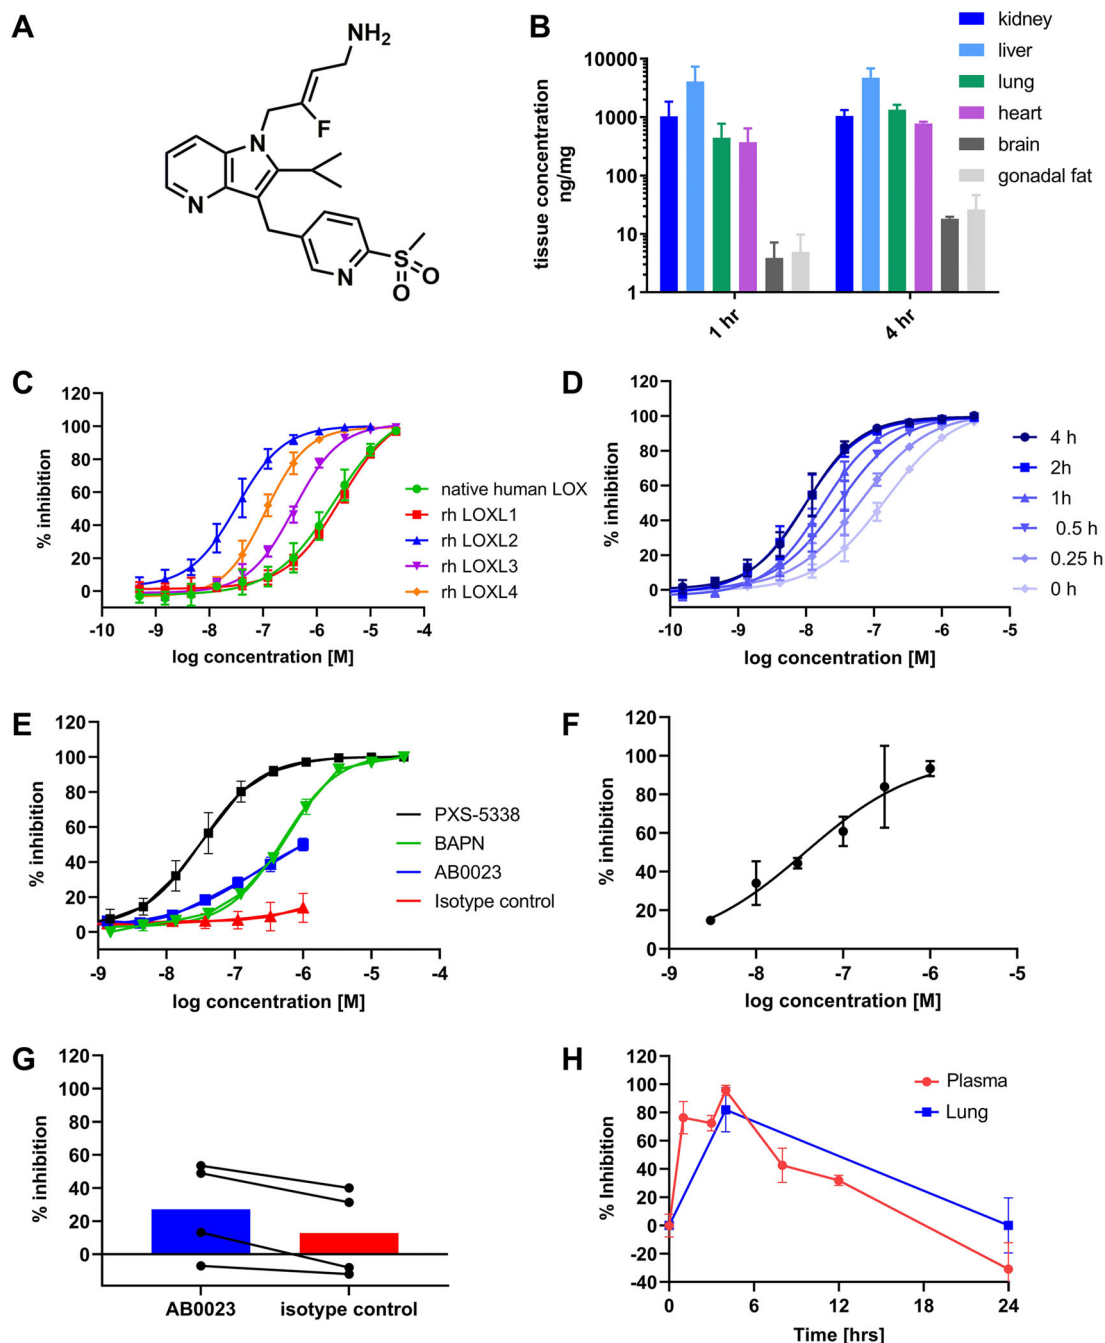 A
NH2
F
N
N
N
S
O
O
B
tissue concentration
ng/mg
10000
1000
100
10
1
1 hr
4 hr
kidney
liver
lung
heart
brain
gonadal fat
C
% inhibition
120
100
80
60
40
20
0
-10
-9
-8
-7
-6
-5
-4
log concentration [M]
native human LOX
rh LOXL1
rh LOXL2
rh LOXL3
rh LOXL4
D
% inhibition
120
100
80
60
40
20
0
-10
-9
-8
-7
-6
-5
log concentration [M]
4 h
2h
1h
0.5 h
0.25 h
0 h
E
% inhibition
120
100
80
60
40
20
0
-9
-8
-7
-6
-5
-4
log concentration [M]
PXS-5338
BAPN
AB0023
Isotype control
F
% inhibition
120
100
80
60
40
20
0
-9
-8
-7
-6
-5
log concentration [M]
G
% inhibition
120
100
80
60
40
20
0
AB0023
isotype control
H
% Inhibition
120
100
80
60
40
20
0
-20
-40
0
6
12
18
24
Time [hrs]
Plasma
Lung